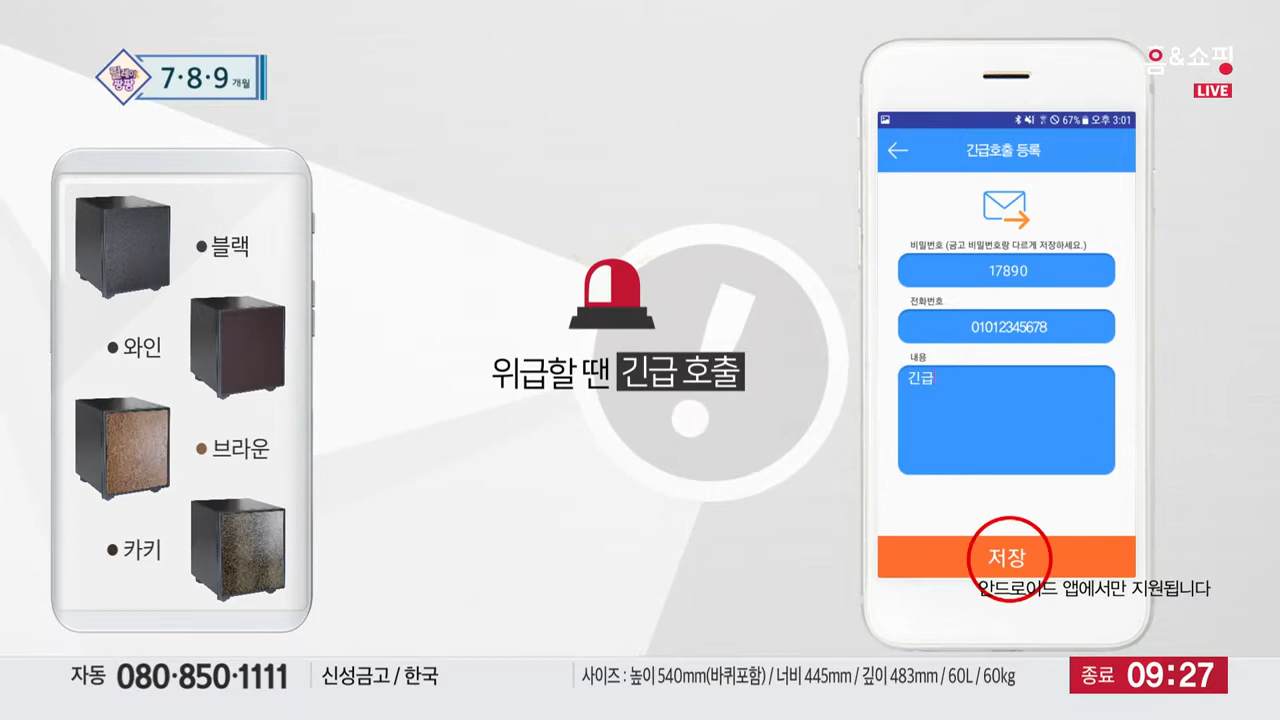 딜레이
팡팡
7·8·9 개월
홈&쇼핑
LIVE
블랙
와인
브라운
카키
위급할 땐 긴급 호출
67% 오후 3:01
긴급호출 등록
비밀번호 (금고 비밀번호랑 다르게 저장하세요.)
17890
전화번호
01012345678
내용
긴급
저장
안드로이드 앱에서만 지원됩니다
자동 080·850·1111 신성금고 / 한국 사이즈 : 높이 540mm(바퀴포함) / 너비 445mm / 깊이 483mm / 60L / 60kg 종료 09:27